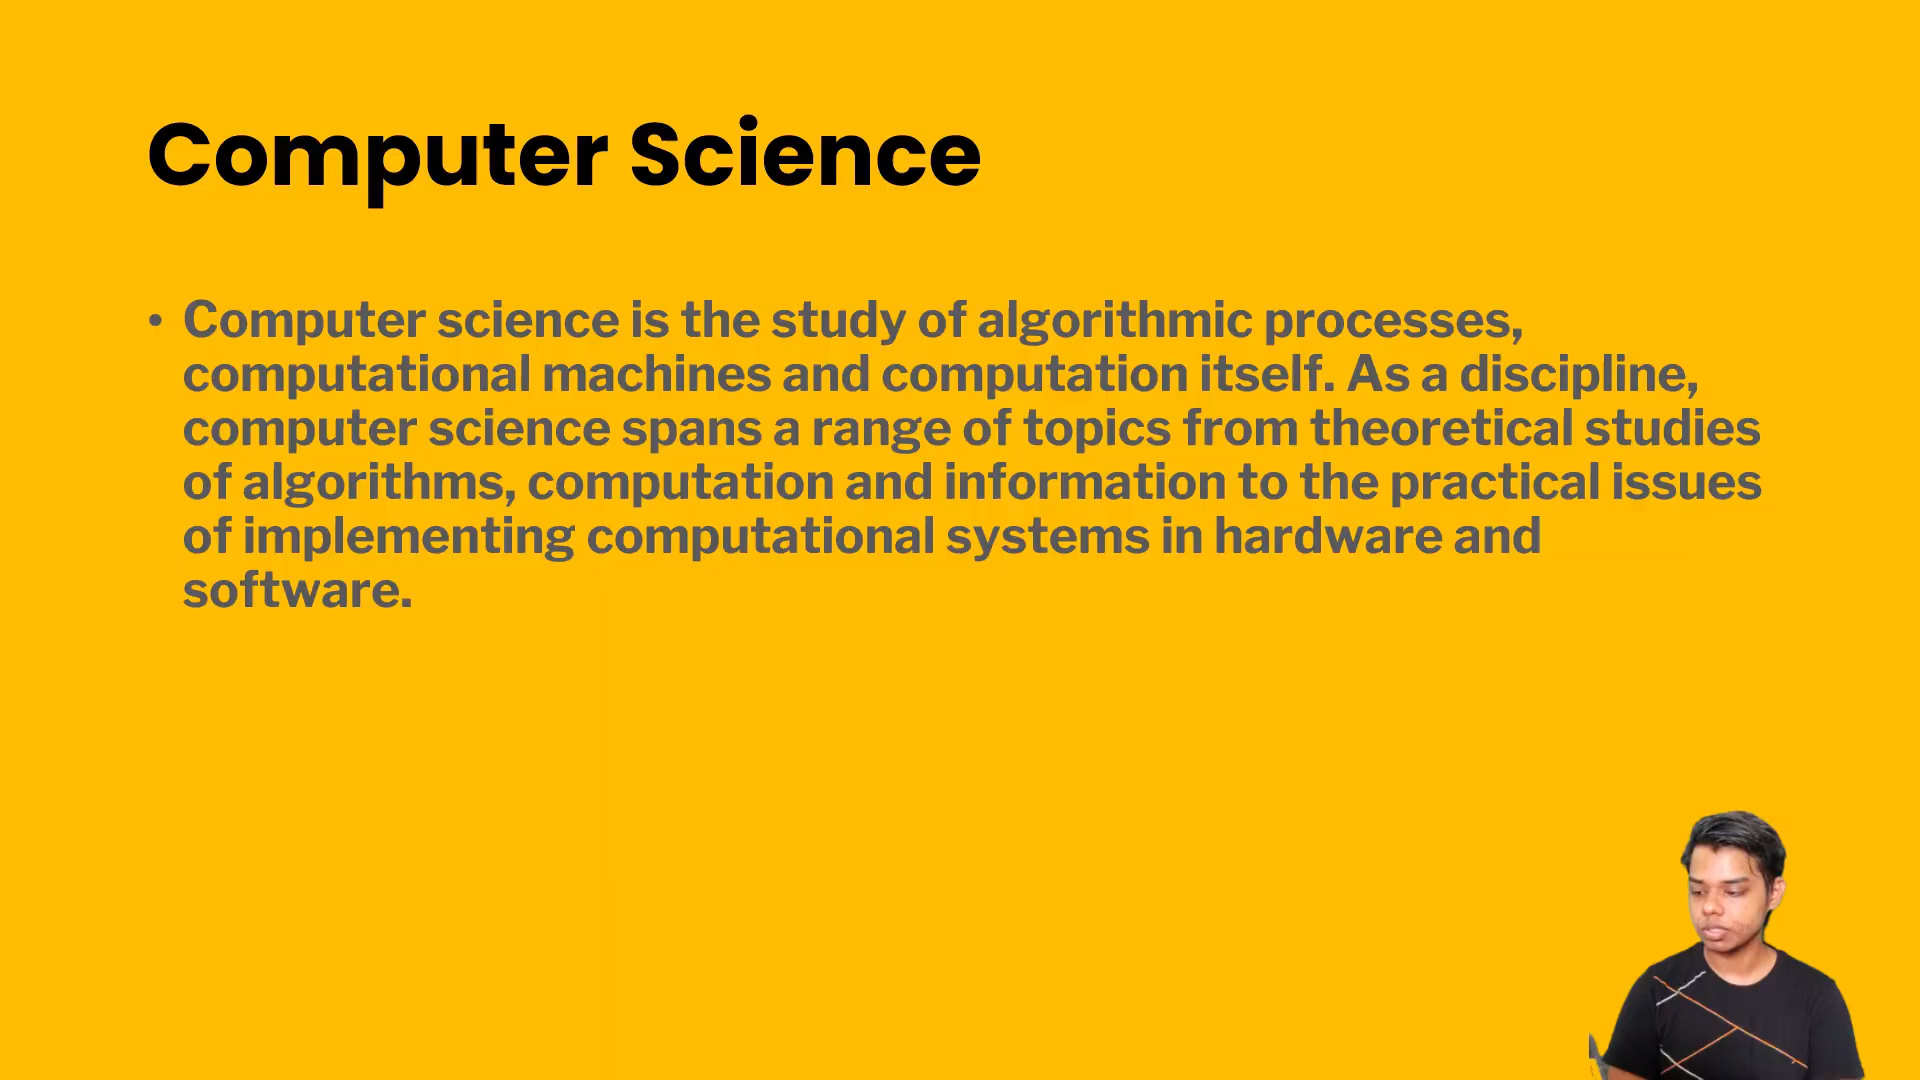 Computer Science
• Computer science is the study of algorithmic processes,
computational machines and computation itself. As a discipline,
computer science spans a range of topics from theoretical studies
of algorithms, computation and information to the practical issues
of implementing computational systems in hardware and
software.